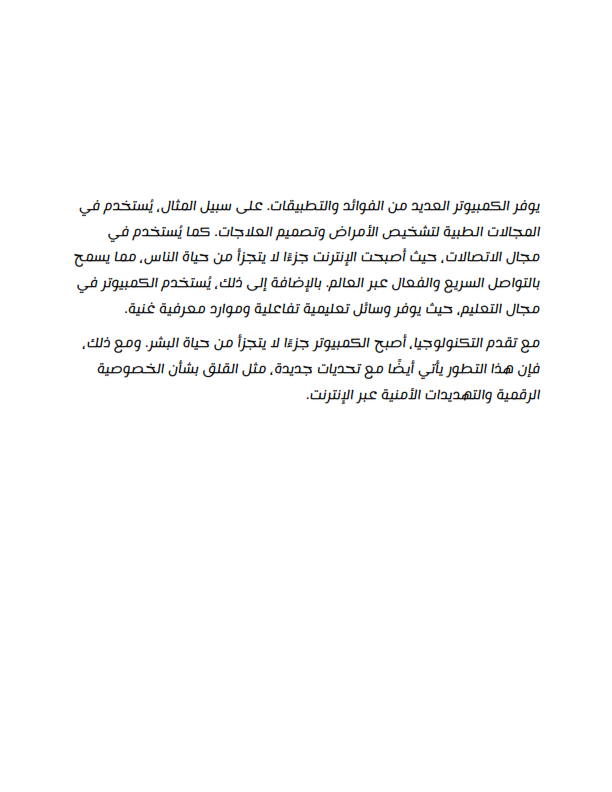 يوفر الكمبيوتر العديد من الفوائد والتطبيقات. على سبيل المثال، يُستخدم في
المجالات الطبية لتشخيص الأمراض وتصميم العلاجات. كما يُستخدم في
مجال الاتصالات، حيث أصبحت الإنترنت جزءًا لا يتجزأ من حياة الناس، مما يسمح
بالتواصل السريع والفعال عبر العالم. بالإضافة إلى ذلك، يُستخدم الكمبيوتر في
مجال التعليم، حيث يوفر وسائل تعليمية تفاعلية وموارد معرفية غنية.
مع تقدم التكنولوجيا، أصبح الكمبيوتر جزءًا لا يتجزأ من حياة البشر. ومع ذلك،
فإن هذا التطور يأتي أيضًا مع تحديات جديدة، مثل القلق بشأن الخصوصية
الرقمية والتهديدات الأمنية عبر الإنترنت.